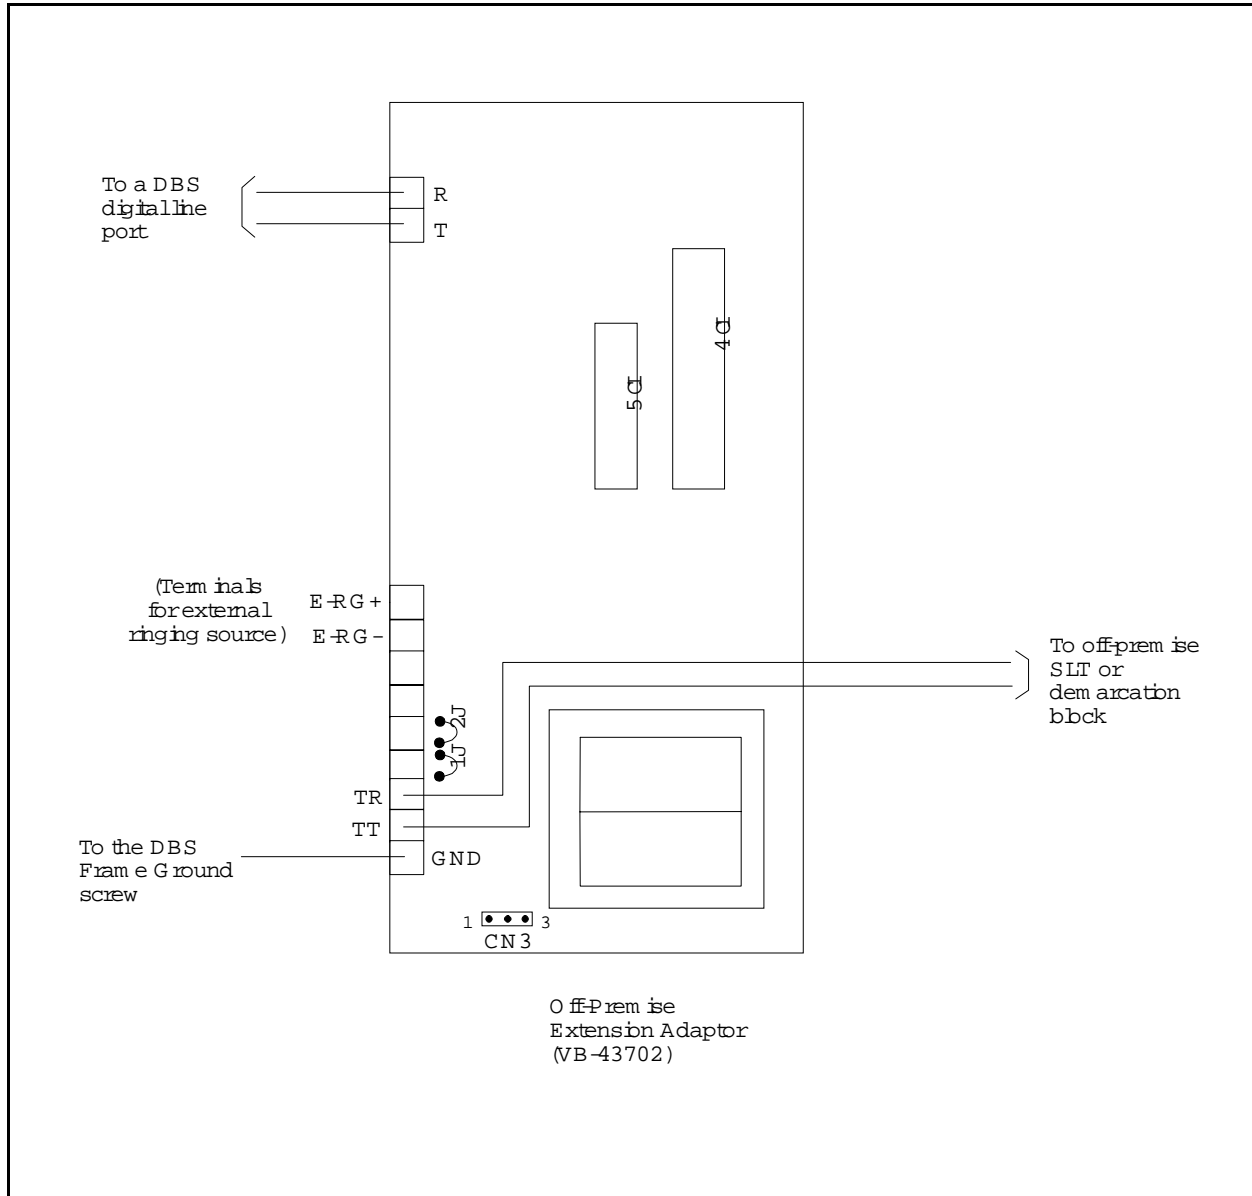 To a DBS
digital line
port
R
T
4CI
5CI
(Terminals
for external
ringing source)
E-RG+
E-RG-
To off-premise
SLT or
demarcation
block
2J
1J
TR
TT
To the DBS
Frame Ground
screw
GND
1
3
CN3
Off-Premise
Extension Adaptor
(VB-43702)